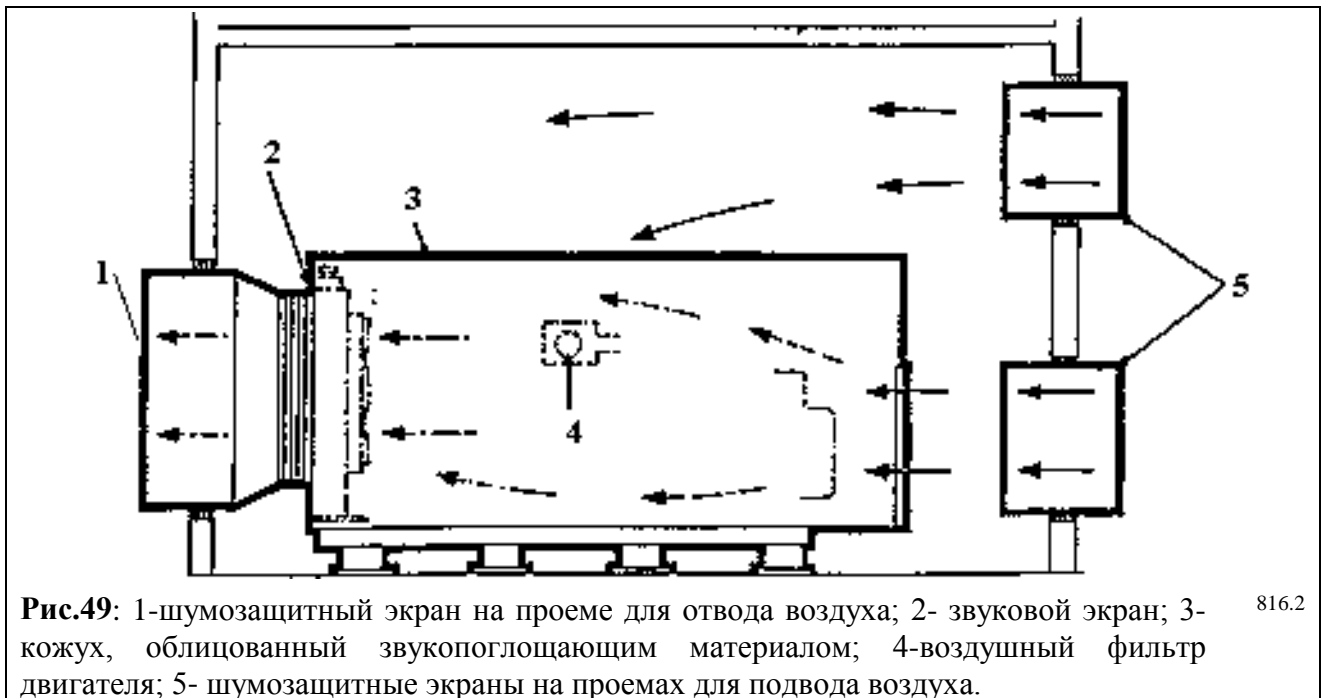 2
3
1
5
4
Рис.49: 1-шумозащитный экран на проеме для отвода воздуха; 2- звуковой экран; 3-
кожух, облицованный звукопоглощающим материалом; 4-воздушный фильтр
двигателя; 5- шумозащитные экраны на проемах для подвода воздуха.
816.2